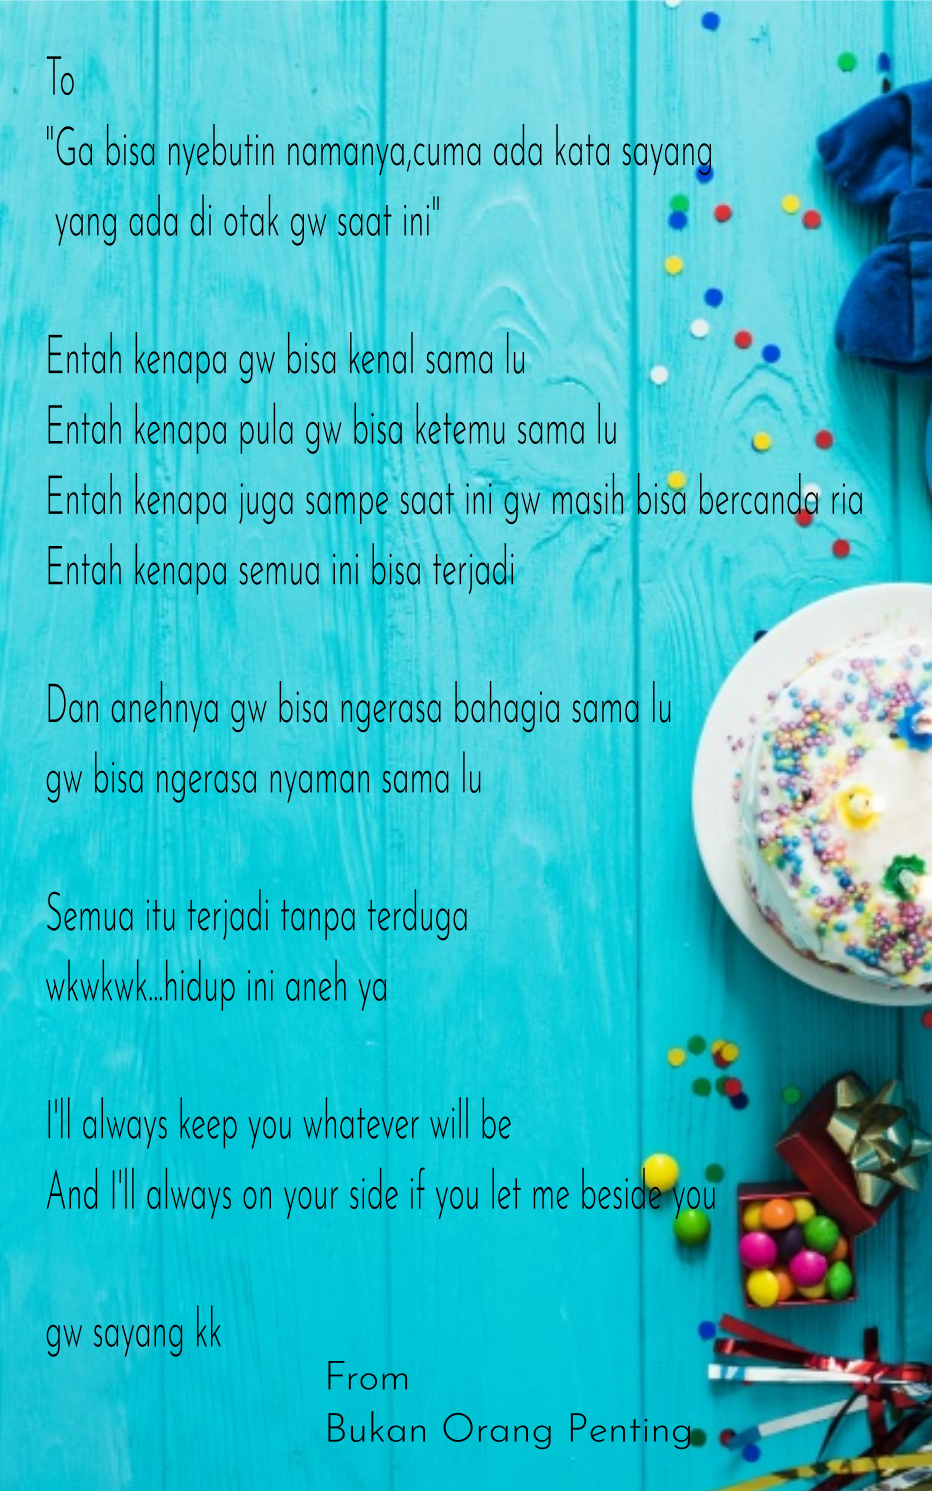 To
"Ga bisa nyebutin namanya,cuma ada kata sayang
yang ada di otak gw saat ini"
Entah kenapa gw bisa kenal sama lu
Entah kenapa pula gw bisa ketemu sama lu
Entah kenapa juga sampe saat ini gw masih bisa bercanda ria
Entah kenapa semua ini bisa terjadi
Dan anehnya gw bisa ngerasa bahagia sama lu
gw bisa ngerasa nyaman sama lu
Semua itu terjadi tanpa terduga
wkwkwk...hidup ini aneh ya
I'll always keep you whatever will be
And I'll always on your side if you let me beside you
gw sayang kk
From
Bukan Orang Penting